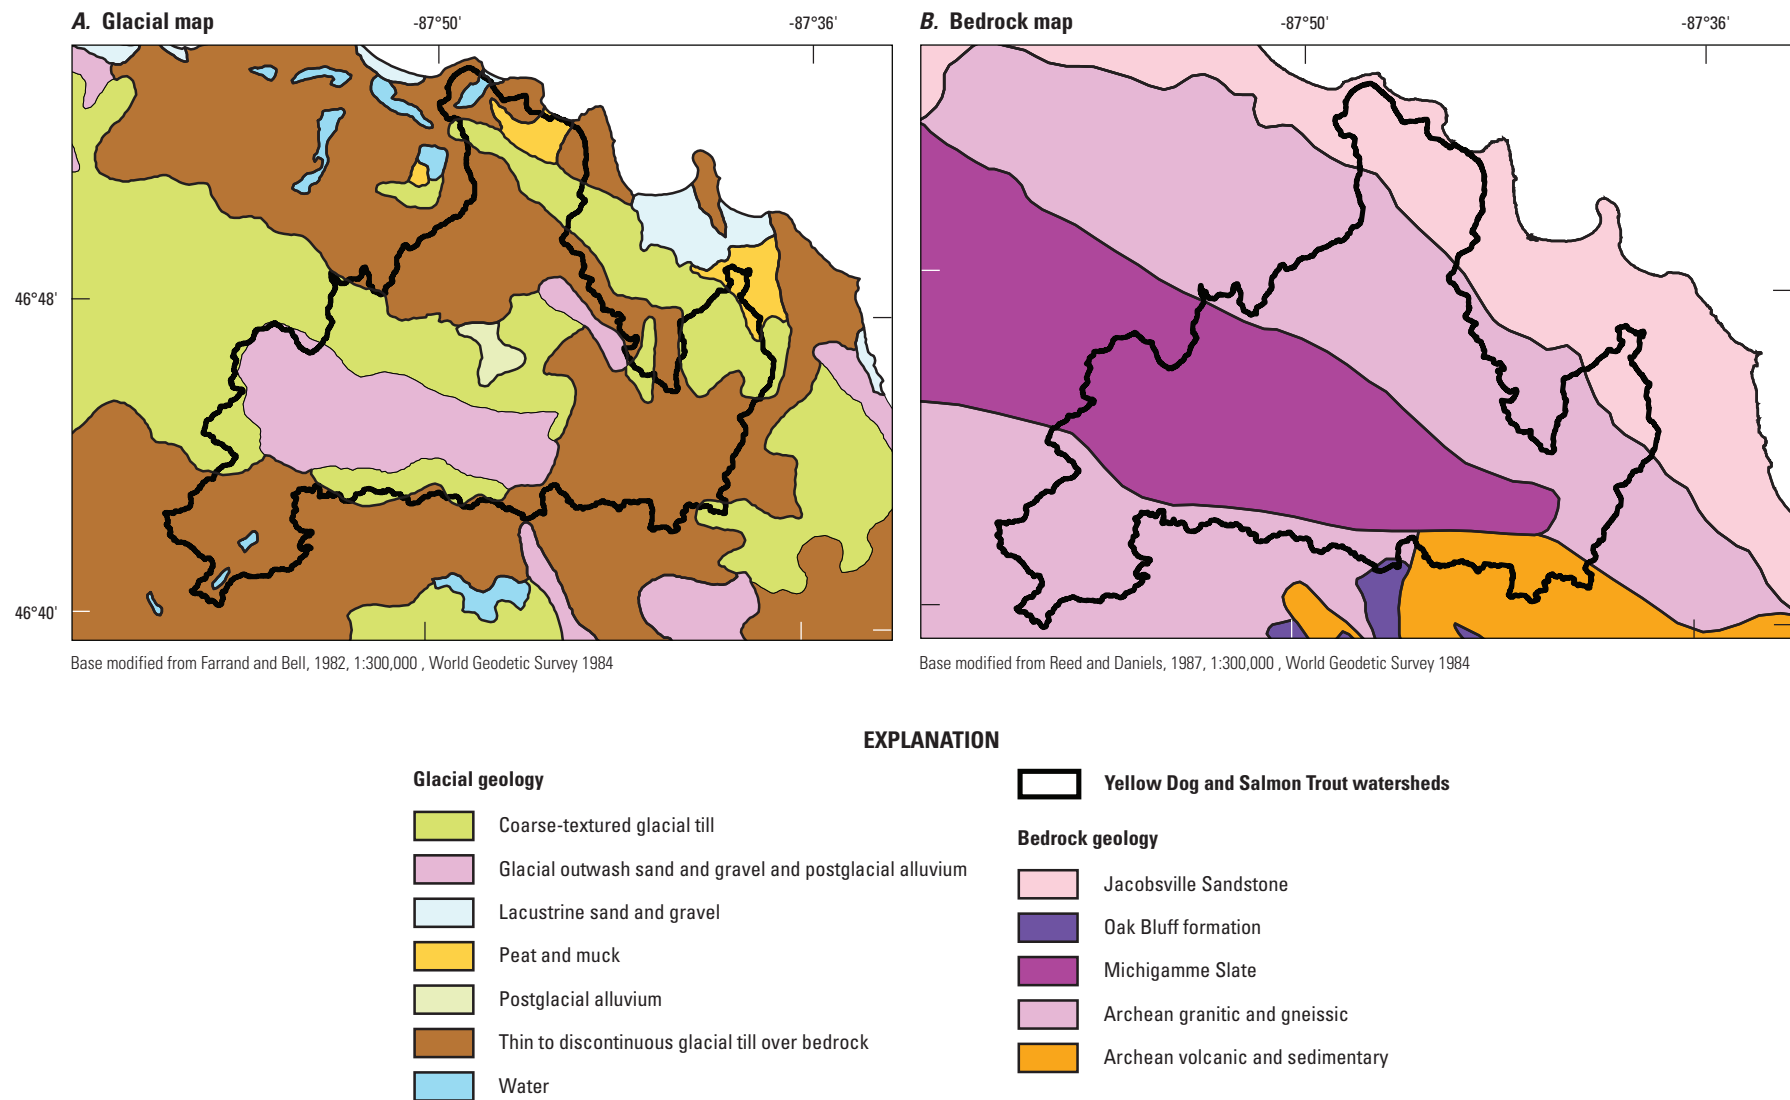 A. Glacial map
-87°50'
-87°36'
B. Bedrock map
-87°50'
-87°36'
46°48'
46°40'
Base modified from Farrand and Bell, 1982, 1:300,000 , World Geodetic Survey 1984
Base modified from Reed and Daniels, 1987, 1:300,000 , World Geodetic Survey 1984
EXPLANATION
Glacial geology
Coarse-textured glacial till
Glacial outwash sand and gravel and postglacial alluvium
Lacustrine sand and gravel
Peat and muck
Postglacial alluvium
Thin to discontinuous glacial till over bedrock
Water
Yellow Dog and Salmon Trout watersheds
Bedrock geology
Jacobsville Sandstone
Oak Bluff formation
Michigamme Slate
Archean granitic and gneissic
Archean volcanic and sedimentary